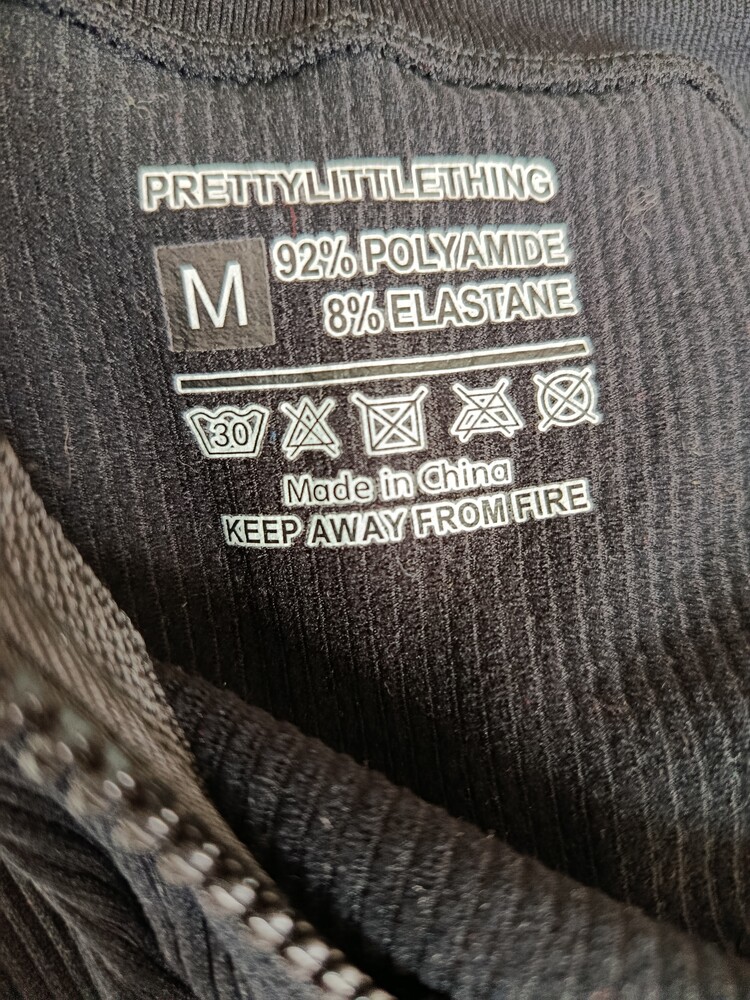 PRETTYLITTLETHING
M
92% POLYAMIDE
8% ELASTANE
30
Made in China
KEEP AWAY FROM FIRE